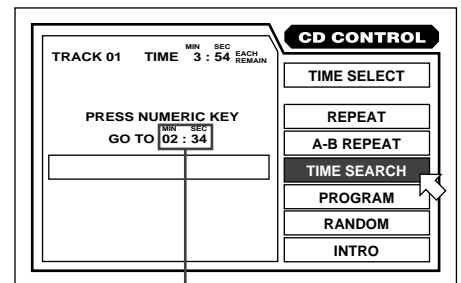 CD CONTROL
MIN SEC
TRACK 01 TIME 3 : 54 EACH REMAIN
PRESS NUMERIC KEY
MIN SEC
GO TO 02 : 34
TIME SELECT
REPEAT
A-B REPEAT
TIME SEARCH
PROGRAM
RANDOM
INTRO